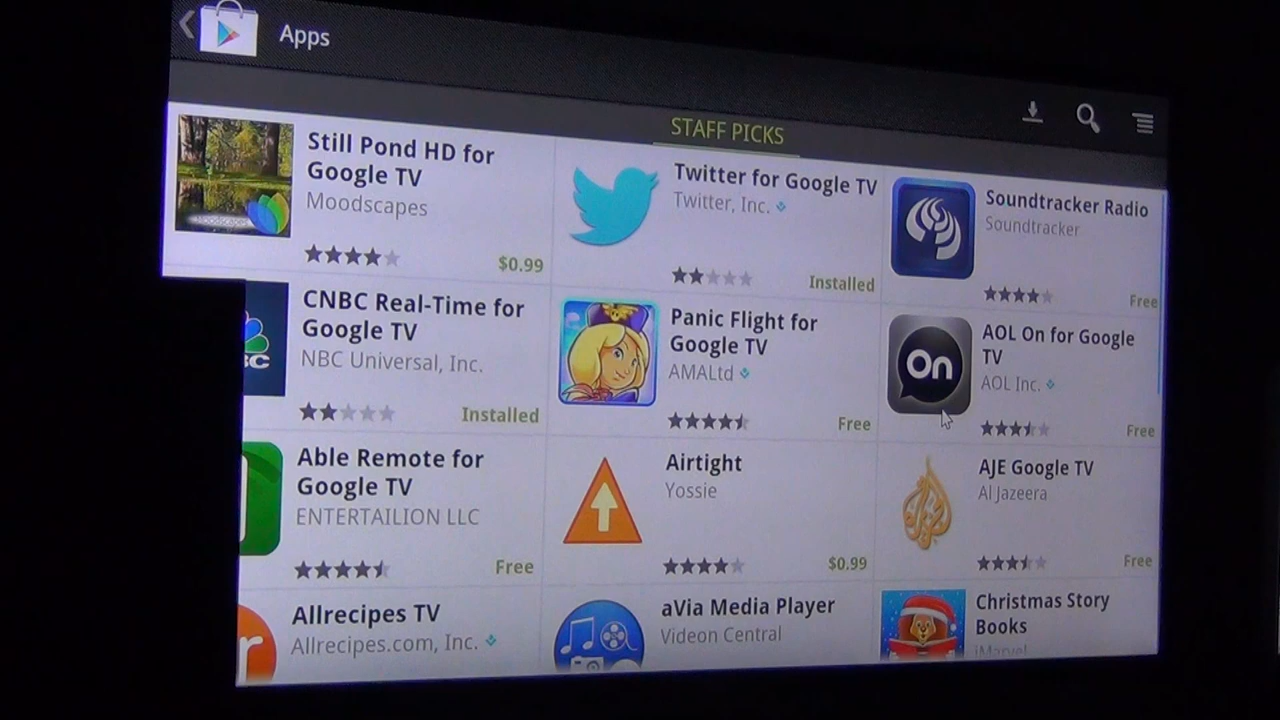 Apps
STAFF PICKS
Still Pond HD for
Google TV
Moodscapes
$0.99
Twitter for Google TV
Twitter, Inc.
Installed
Soundtracker Radio
Soundtracker
Free
CNBC Real-Time for
Google TV
NBC Universal, Inc.
Installed
Panic Flight for
Google TV
AMALtd
Free
On
AOL On for Google
TV
AOL Inc.
Free
Able Remote for
Google TV
ENTERTAILION LLC
Free
Airtight
Yossie
$0.99
AJE Google TV
Al Jazeera
Free
Allrecipes TV
Allrecipes.com, Inc.
aVia Media Player
Videon Central
Christmas Story
Books
iMarvel